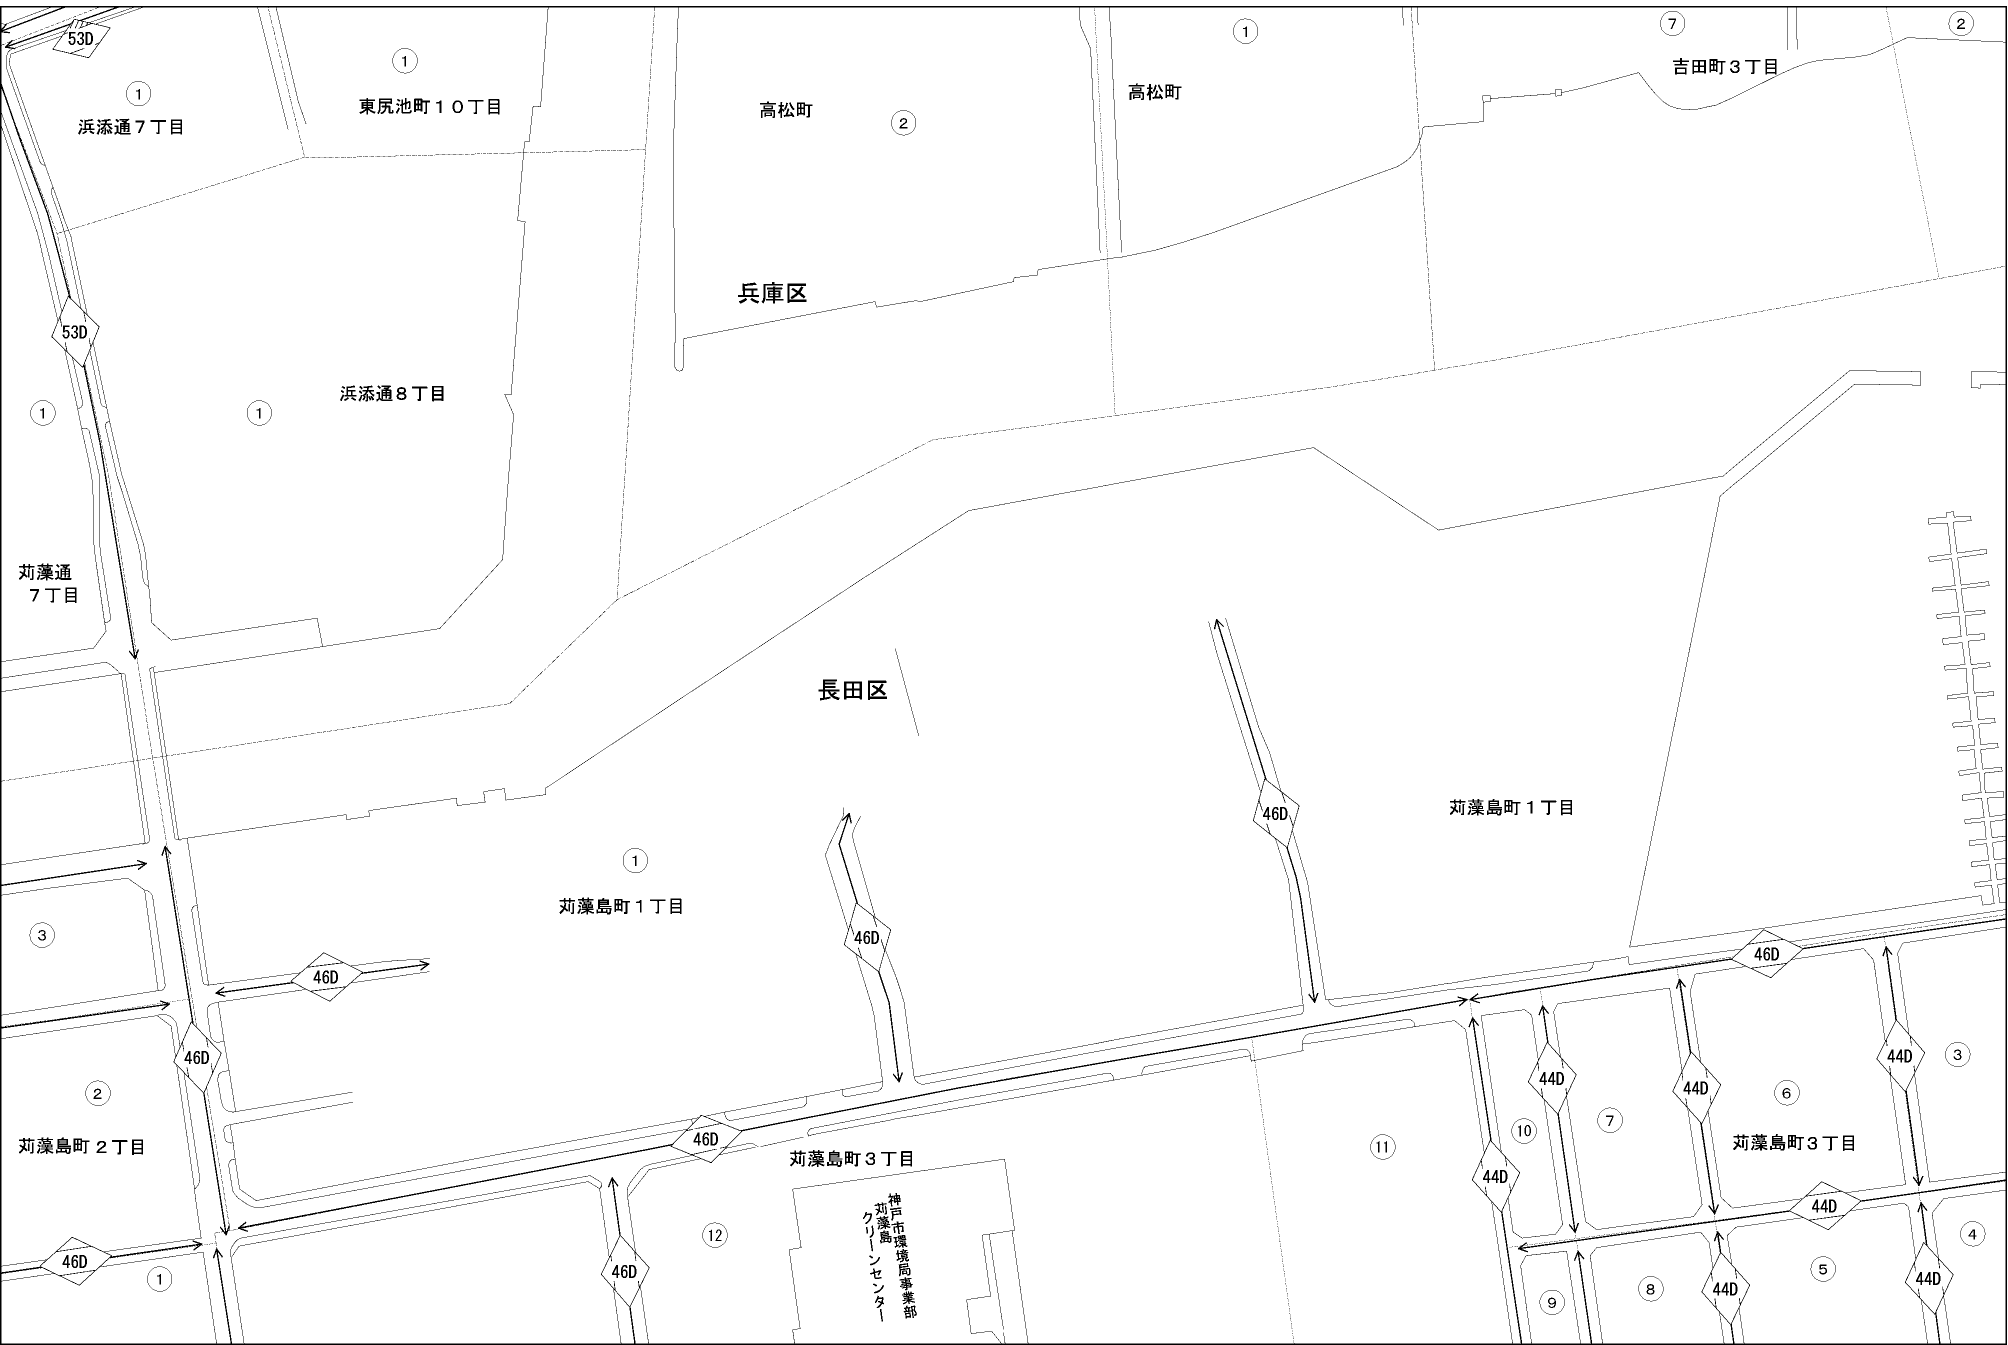 53D
①
浜添通７丁目
①
東尻池町１０丁目
高松町
②
高松町
①
⑦
吉田町３丁目
②
兵庫区
53D
①
①
浜添通８丁目
苅藻通
７丁目
長田区
46D
苅藻島町１丁目
①
苅藻島町１丁目
46D
③
46D
46D
46D
②
苅藻島町２丁目
46D
苅藻島町３丁目
⑪
44D
⑩
44D
⑦
44D
⑥
苅藻島町３丁目
44D
③
44D
46D
①
46D
⑫
神戸市環境局事業部
苅藻島
クリーンセンター
⑨
⑧
44D
⑤
44D
④